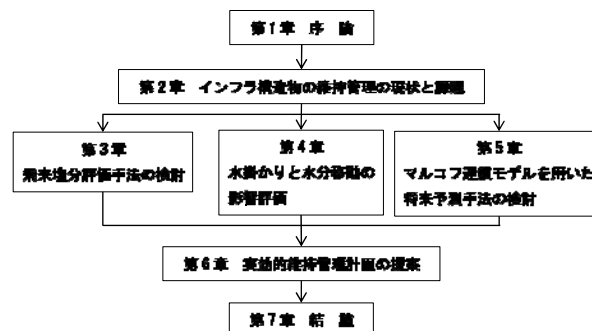 第1章 序 論
第2章 インフラ構造物の維持管理の現状と課題
第3章
飛来塩分評価手法の検討
第4章
水掛かりと水分移動の
影響評価
第5章
マルコフ連鎖モデルを用いた
将来予測手法の検討
第6章 実効的維持管理計画の提案
第7章 結 論